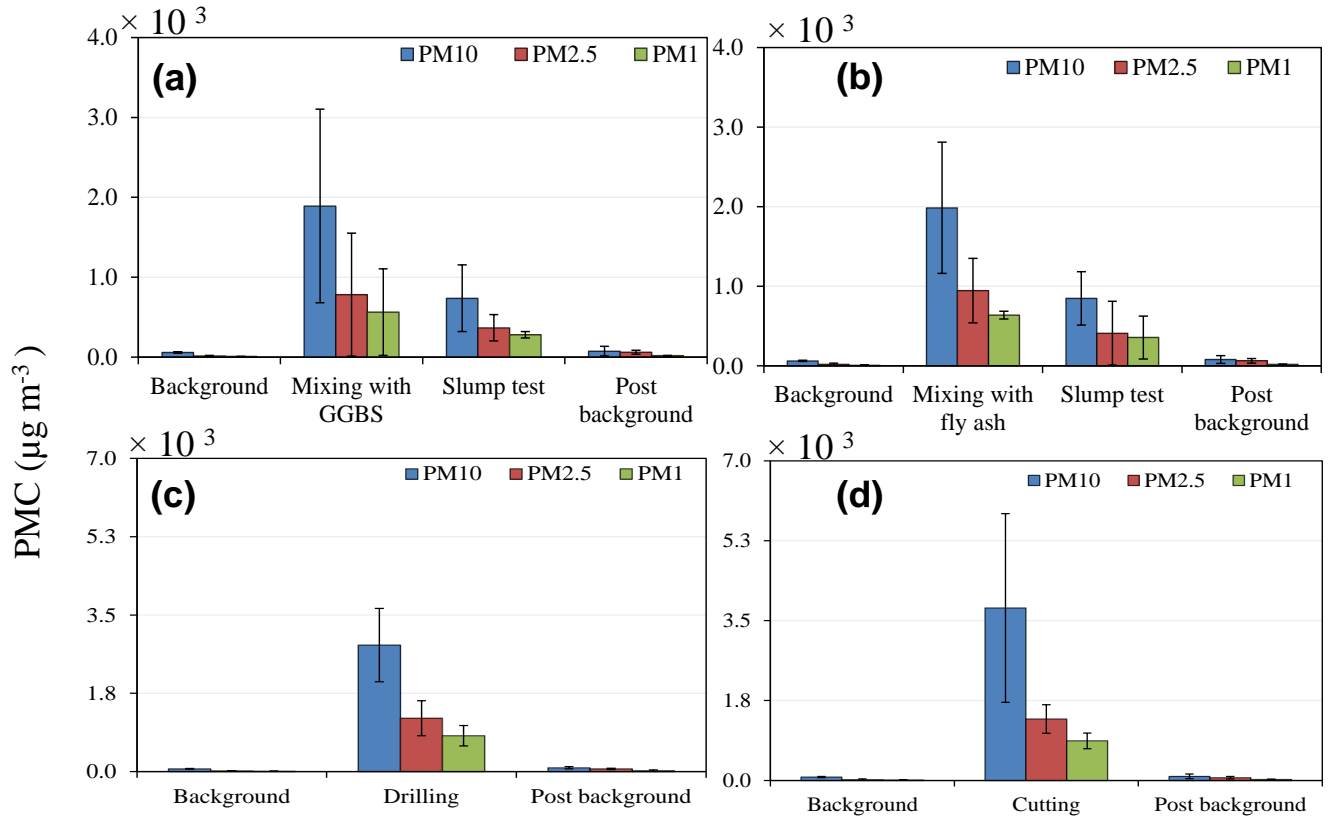 × 10 3
4.0
3.0
2.0
1.0
0.0
(a)
PM10 PM2.5 PM1
Background Mixing with GGBS Slump test Post background
× 10 3
4.0
3.0
2.0
1.0
0.0
(b)
PM10 PM2.5 PM1
Background Mixing with fly ash Slump test Post background
PMC (µg m-3)
× 10 3
7.0
5.3
3.5
1.8
0.0
(c)
PM10 PM2.5 PM1
Background Drilling Post background
× 10 3
7.0
5.3
3.5
1.8
0.0
(d)
PM10 PM2.5 PM1
Background Cutting Post background